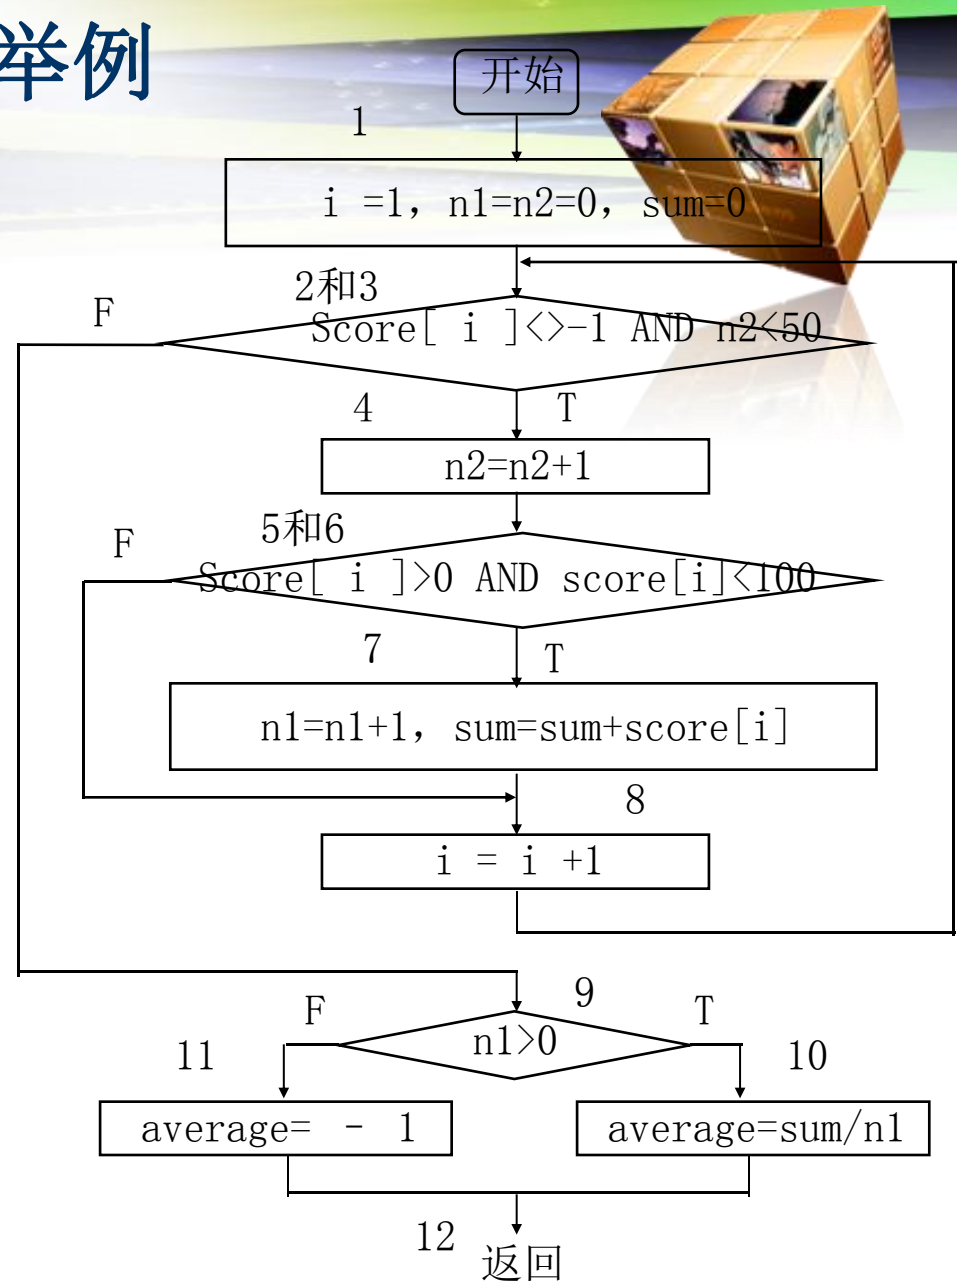 举例
开始
1
i =1, n1=n2=0, sum=0
2和3
F
Score[ i ]<>-1 AND n2<50
4
T
n2=n2+1
5和6
F
Score[ i ]>0 AND score[i]<100
7
T
n1=n1+1, sum=sum+score[i]
8
i = i +1
9
F
T
n1>0
11
10
average= - 1
average=sum/n1
12
返回